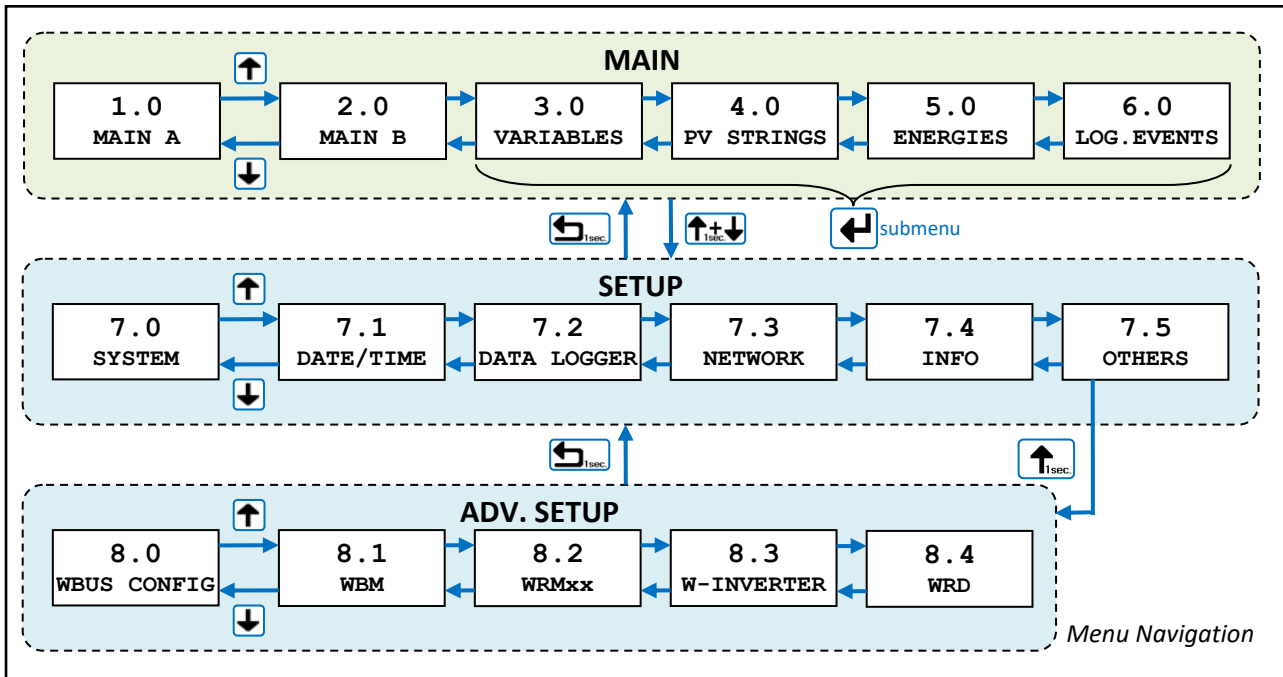 MAIN
1.0
MAIN A
2.0
MAIN B
3.0
VARIABLES
4.0
PV STRINGS
5.0
ENERGIES
6.0
LOG.EVENTS
1sec.
1sec.
+
submenu
SETUP
7.0
SYSTEM
7.1
DATE/TIME
7.2
DATA LOGGER
7.3
NETWORK
7.4
INFO
7.5
OTHERS
1sec.
1sec.
ADV. SETUP
8.0
WBUS CONFIG
8.1
WBM
8.2
WRMxx
8.3
W-INVERTER
8.4
WRD
Menu Navigation